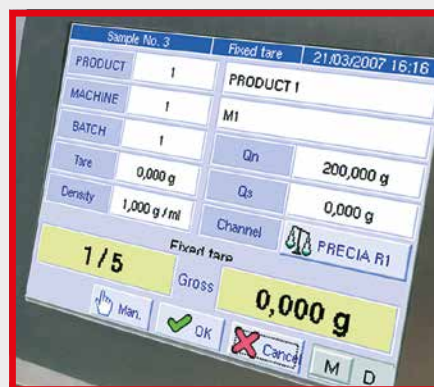 Sample No. 3 Fixed tare 21/03/2007 16:16
PRODUCT 1 PRODUCT 1
MACHINE 1 M1
BATCH 1 Qn 200,000 g
Tare 0,000 g Qs 0,000 g
Density 1,000 g / ml Channel PRECIA R1
Fixed tare
1/5 Gross 0,000 g
Man. OK Cancel M D